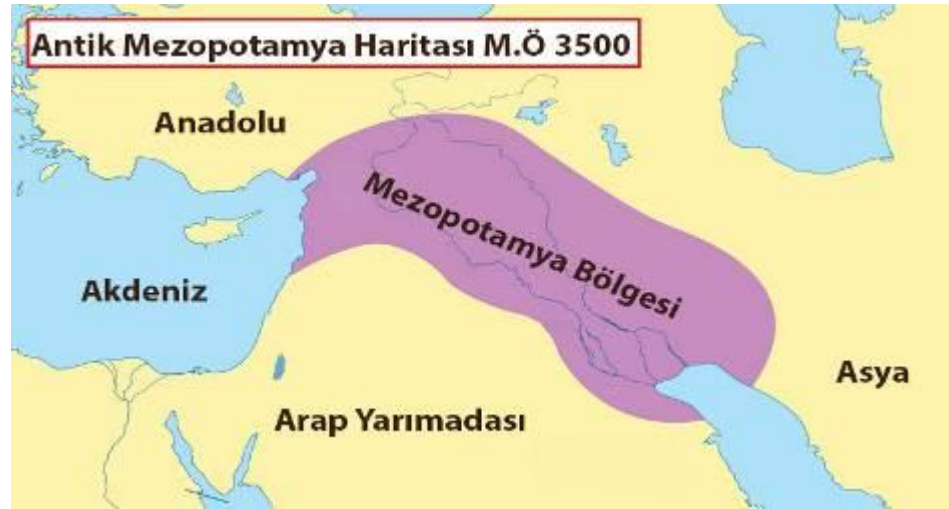 Antik Mezopotamya Haritası M.Ö 3500
Anadolu
Mezopotamya Bölgesi
Akdeniz
Asya
Arap Yarımadası